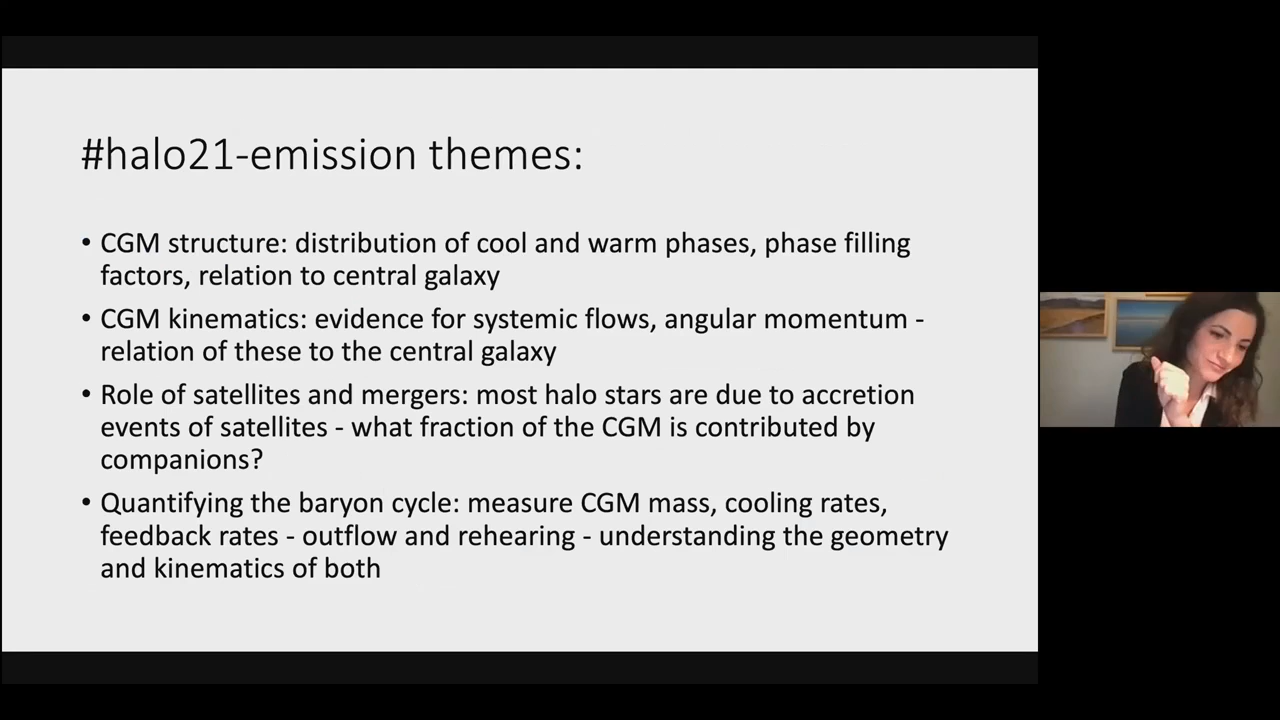 #halo21-emission themes:
• CGM structure: distribution of cool and warm phases, phase filling
factors, relation to central galaxy
• CGM kinematics: evidence for systemic flows, angular momentum -
relation of these to the central galaxy
• Role of satellites and mergers: most halo stars are due to accretion
events of satellites - what fraction of the CGM is contributed by
companions?
• Quantifying the baryon cycle: measure CGM mass, cooling rates,
feedback rates - outflow and rehearing - understanding the geometry
and kinematics of both